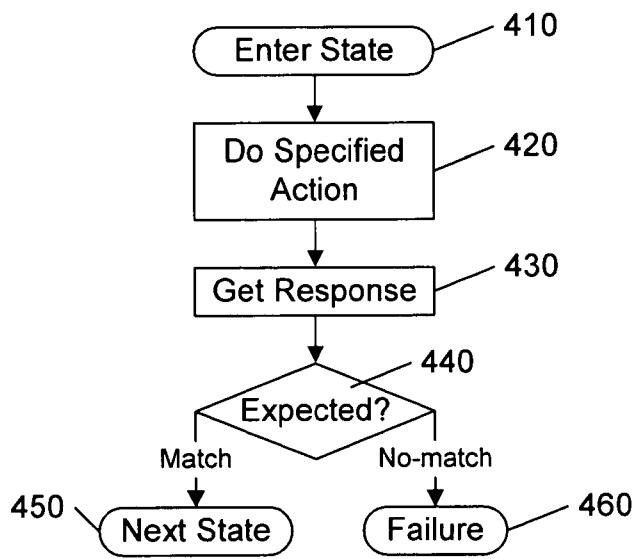 Enter State
410
Do Specified
Action
420
Get Response
430
Expected?
440
Match
No-match
450
Next State
Failure
460